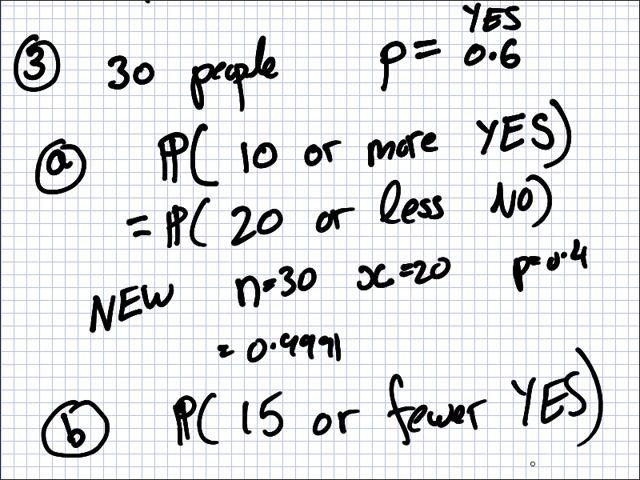 ③ 30 people p = YES 0.6
ⓐ ℙ( 10 or more YES)
= ℙ( 20 or less NO)
NEW n=30 x=20 p=0.4
= 0.9991
ⓑ ℙ( 15 or fewer YES)